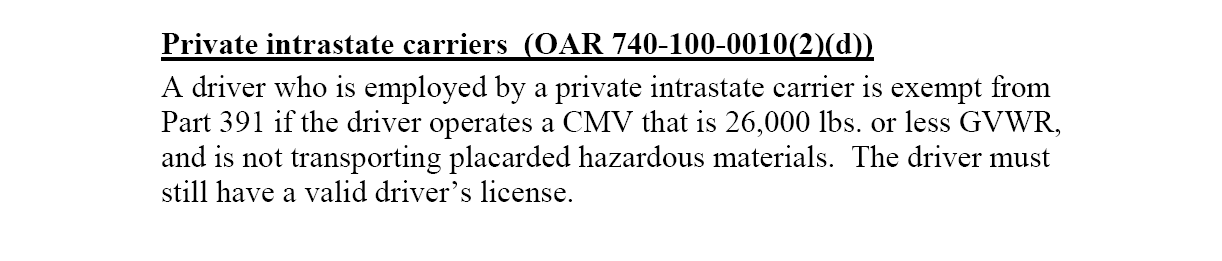 Private intrastate carriers  (OAR 740-100-0010(2)(d))
A driver who is employed by a private intrastate carrier is exempt from
Part 391 if the driver operates a CMV that is 26,000 lbs. or less GVWR,
and is not transporting placarded hazardous materials.  The driver must
still have a valid driver’s license.